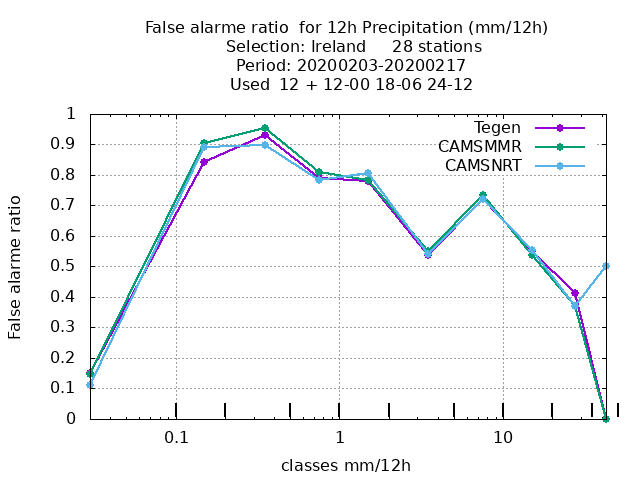 False alarme ratio  for 12h Precipitation (mm/12h)
Selection: Ireland     28 stations
Period: 20200203-20200217
Used  12 + 12-00 18-06 24-12
Tegen
CAMSMMR
CAMSNRT
1
0.9
0.8
0.7
0.6
0.5
0.4
0.3
0.2
0.1
0
False alarme ratio
0.1
1
10
classes mm/12h